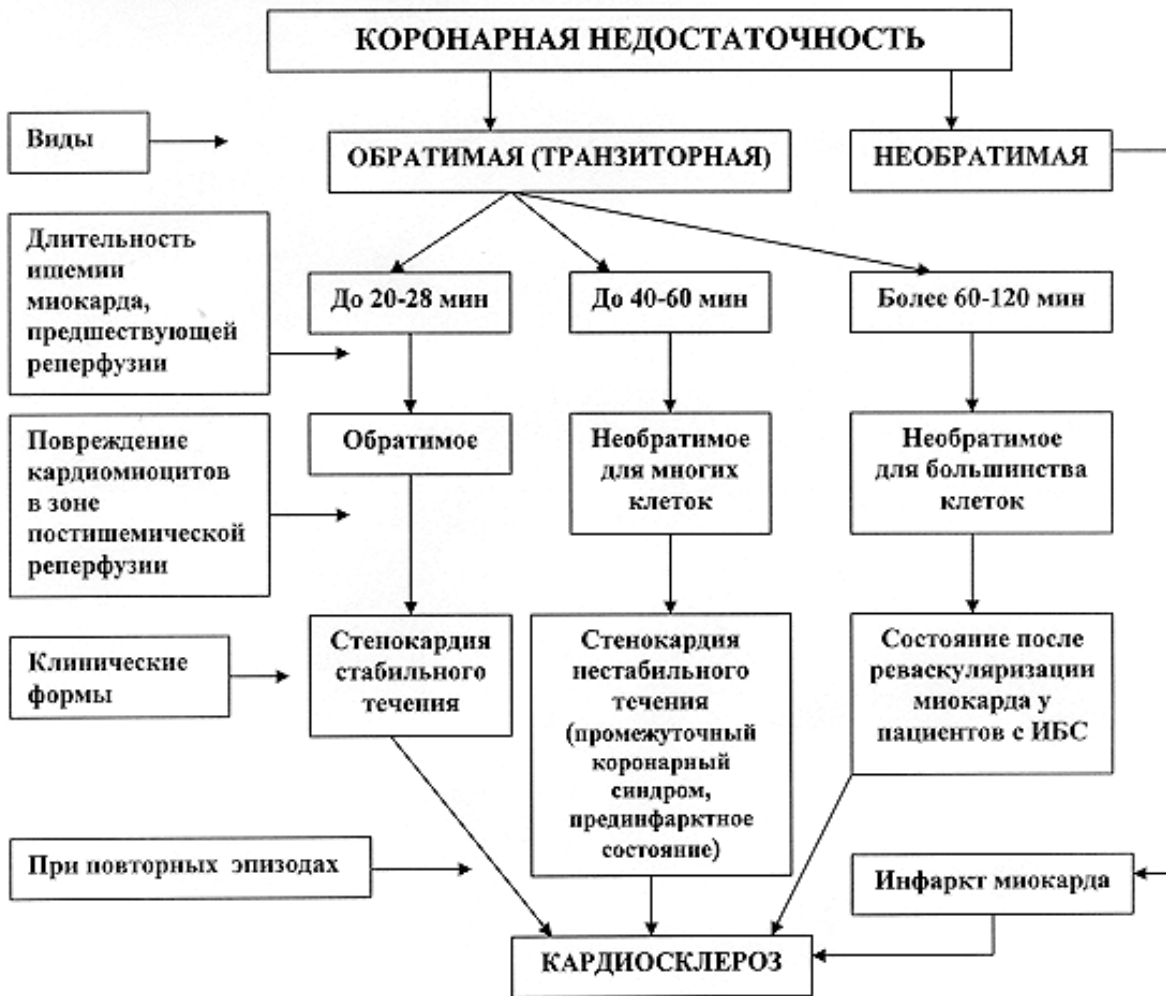 КОРОНАРНАЯ НЕДОСТАТОЧНОСТЬ
Виды
ОБРАТИМАЯ (ТРАНЗИТОРНАЯ)
НЕОБРАТИМАЯ
Длительность
ишемии
миокарда,
предшествующей
реперфузии
До 20-28 мин
До 40-60 мин
Более 60-120 мин
Повреждение
кардиомиоцитов
в зоне
постишемической
реперфузии
Обратимое
Необратимое
для многих
клеток
Необратимое
для большинства
клеток
Клинические
формы
Стенокардия
стабильного
течения
Стенокардия
нестабильного
течения
(промежуточный
коронарный
синдром,
прединфарктное
состояние)
Состояние после
реваскуляризации
миокарда у
пациентов с ИБС
При повторных эпизодах
Инфаркт миокарда
КАРДИОСКЛЕРОЗ